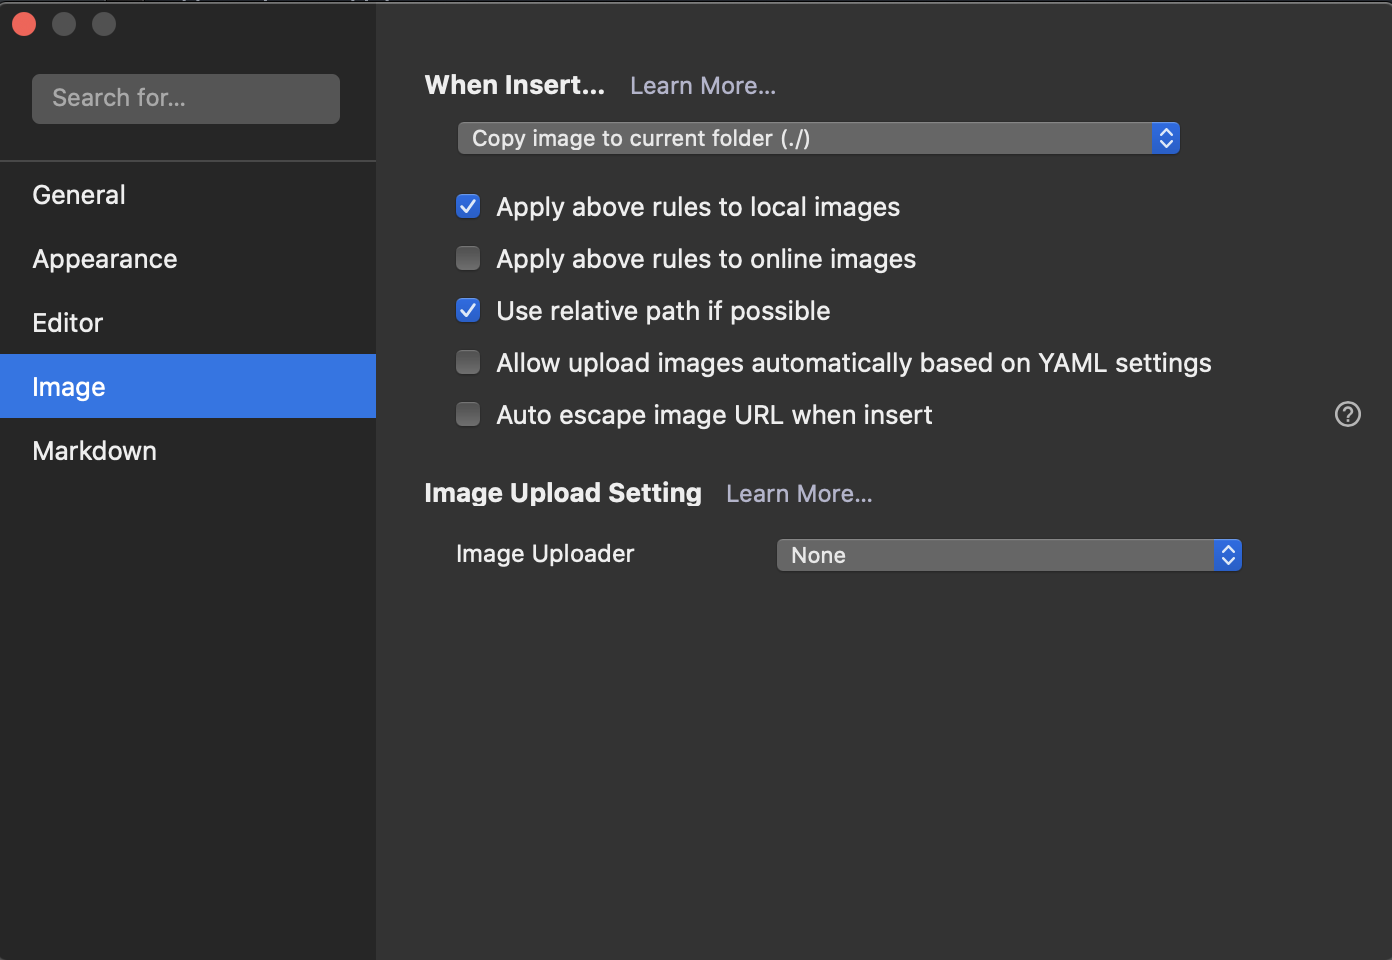 Search for...
General
Appearance
Editor
Image
Markdown
When Insert... Learn More...
Copy image to current folder (./)
Apply above rules to local images
Apply above rules to online images
Use relative path if possible
Allow upload images automatically based on YAML settings
Auto escape image URL when insert
Image Upload Setting Learn More...
Image Uploader None